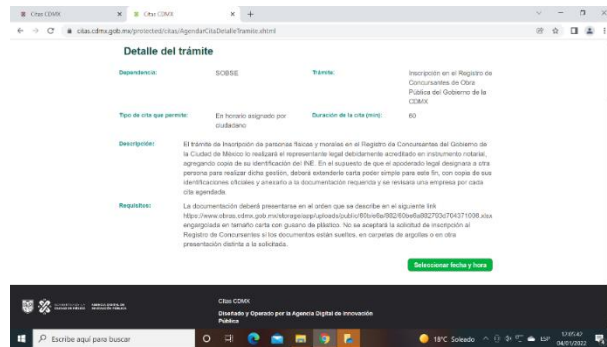 Citas CDMX
Citas CDMX
citas.cdmx.gob.mx/protected/citas/AgendarCitaDetalleTramite.xhtml
Detalle del trámite
Dependencia:
SOBSE
Trámite:
Inscripción en el Registro de
Concursantes de Obra
Pública del Gobierno de la
CDMX
Tipo de cita que permite:
En horario asignado por
ciudadano
Duración de la cita (min):
60
Descripción:
El trámite de Inscripción de personas físicas y morales en el Registro de Concursantes del Gobierno de
la Ciudad de México lo realizará el representante legal debidamente acreditado en instrumento notarial,
agregando copia de su identificación del INE. En el supuesto de que el apoderado legal designara a otra
persona para realizar dicha gestión, deberá extenderle carta poder simple para este fin, con copia de sus
identificaciones oficiales y anexarlo a la documentación requerida y se revisara una empresa por cada
cita agendada.
Requisitos:
La documentación deberá presentarse en el orden que se describe en el siguiente link
engargolada en tamaño carta con gusano de plástico. No se aceptará la solicitud de inscripción al
Registro de Concursantes si los documentos están sueltos, en carpetas de argollas o en otra
presentación distinta a la solicitada.
Seleccionar fecha y hora
Citas CDMX
Diseñado y Operado por la Agencia Digital de Innovación
Pública
Escribe aquí para buscar
18°C Soleado
ESP
12:05:42
04/01/2022